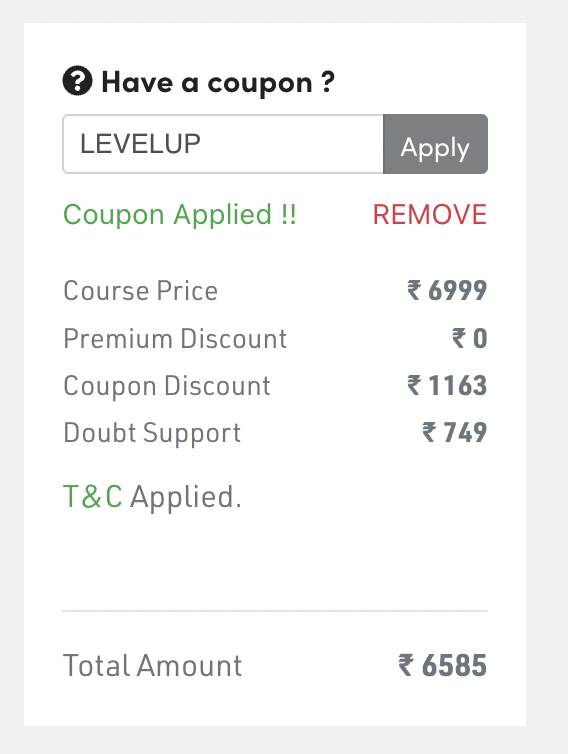 Have a coupon ?
LEVELUP Apply
Coupon Applied !! REMOVE
Course Price ₹ 6999
Premium Discount ₹ 0
Coupon Discount ₹ 1163
Doubt Support ₹ 749
T&C Applied.
Total Amount ₹ 6585